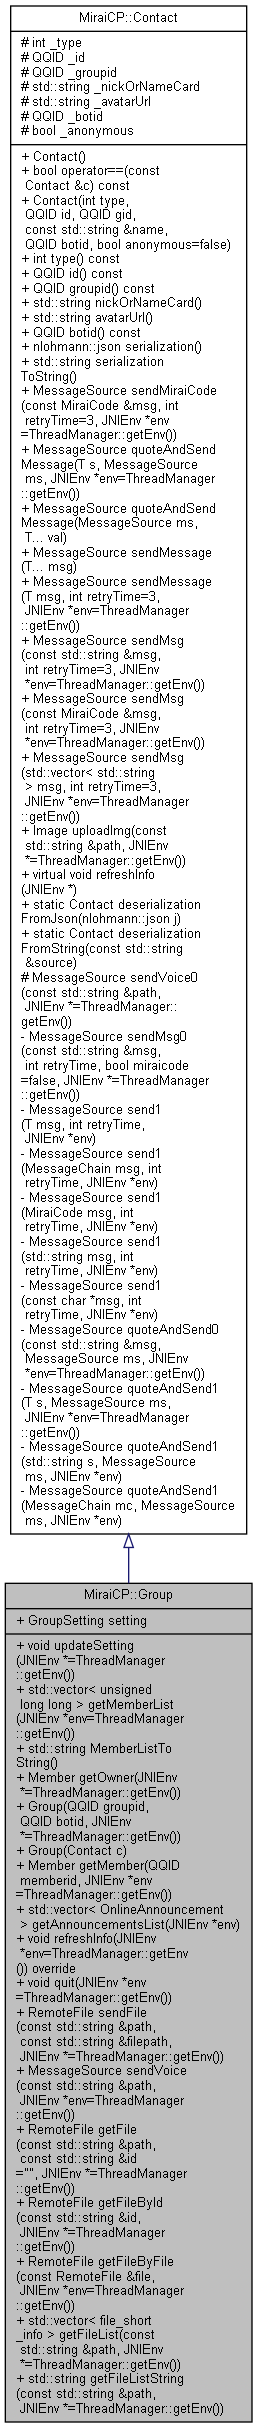 MiraiCP::Contact
# int _type
# QQID _id
# QQID _groupid
# std::string _nickOrNameCard
# std::string _avatarUrl
# QQID _botid
# bool _anonymous
+ Contact()
+ bool operator==(const
Contact &c) const
+ Contact(int type,
QQID id, QQID gid,
const std::string &name,
QQID botid, bool anonymous=false)
+ int type() const
+ QQID id() const
+ QQID groupid() const
+ std::string nickOrNameCard()
+ std::string avatarUrl()
+ QQID botid() const
+ nlohmann::json serialization()
+ std::string serialization
ToString()
+ MessageSource sendMiraiCode
(const MiraiCode &msg, int
retryTime=3, JNIEnv *env
=ThreadManager::getEnv())
+ MessageSource quoteAndSend
Message(T s, MessageSource
ms, JNIEnv *env=ThreadManager
::getEnv())
+ MessageSource quoteAndSend
Message(MessageSource ms,
T... val)
+ MessageSource sendMessage
(T... msg)
+ MessageSource sendMessage
(T msg, int retryTime=3,
JNIEnv *env=ThreadManager
::getEnv())
+ MessageSource sendMsg
(const std::string &msg,
int retryTime=3, JNIEnv
*env=ThreadManager::getEnv())
+ MessageSource sendMsg
(const MiraiCode &msg,
int retryTime=3, JNIEnv
*env=ThreadManager::getEnv())
+ MessageSource sendMsg
(std::vector< std::string
> msg, int retryTime=3,
JNIEnv *env=ThreadManager
::getEnv())
+ Image uploadImg(const
std::string &path, JNIEnv
*=ThreadManager::getEnv())
+ virtual void refreshInfo
(JNIEnv *)
+ static Contact deserialization
FromJson(nlohmann::json j)
+ static Contact deserialization
FromString(const std::string
&source)
# MessageSource sendVoice0
(const std::string &path,
JNIEnv *=ThreadManager::
getEnv())
- MessageSource sendMsg0
(const std::string &msg,
int retryTime, bool miraicode
=false, JNIEnv *=ThreadManager
::getEnv())
- MessageSource send1
(T msg, int retryTime,
JNIEnv *env)
- MessageSource send1
(MessageChain msg, int
retryTime, JNIEnv *env)
- MessageSource send1
(MiraiCode msg, int
retryTime, JNIEnv *env)
- MessageSource send1
(std::string msg, int
retryTime, JNIEnv *env)
- MessageSource send1
(const char *msg, int
retryTime, JNIEnv *env)
- MessageSource quoteAndSend0
(const std::string &msg,
MessageSource ms, JNIEnv
*env=ThreadManager::getEnv())
- MessageSource quoteAndSend1
(T s, MessageSource ms,
JNIEnv *env=ThreadManager
::getEnv())
- MessageSource quoteAndSend1
(std::string s, MessageSource
ms, JNIEnv *env)
- MessageSource quoteAndSend1
(MessageChain mc, MessageSource
ms, JNIEnv *env)
MiraiCP::Group
+ GroupSetting setting
+ void updateSetting
(JNIEnv *=ThreadManager
::getEnv())
+ std::vector< unsigned
long long > getMemberList
(JNIEnv *env=ThreadManager
::getEnv())
+ std::string MemberListTo
String()
+ Member getOwner(JNIEnv
*=ThreadManager::getEnv())
+ Group(QQID groupid,
QQID botid, JNIEnv
*=ThreadManager::getEnv())
+ Group(Contact c)
+ Member getMember(QQID
memberid, JNIEnv *env
=ThreadManager::getEnv())
+ std::vector< OnlineAnnouncement
> getAnnouncementsList(JNIEnv *env)
+ void refreshInfo(JNIEnv
*env=ThreadManager::getEnv
()) override
+ void quit(JNIEnv *env
=ThreadManager::getEnv())
+ RemoteFile sendFile
(const std::string &path,
const std::string &filepath,
JNIEnv *=ThreadManager::getEnv())
+ MessageSource sendVoice
(const std::string &path,
JNIEnv *env=ThreadManager
::getEnv())
+ RemoteFile getFile
(const std::string &path,
const std::string &id
="", JNIEnv *=ThreadManager
::getEnv())
+ RemoteFile getFileById
(const std::string &id,
JNIEnv *=ThreadManager
::getEnv())
+ RemoteFile getFileByFile
(const RemoteFile &file,
JNIEnv *env=ThreadManager
::getEnv())
+ std::vector< file_short
_info > getFileList(const
std::string &path, JNIEnv
*=ThreadManager::getEnv())
+ std::string getFileListString
(const std::string &path,
JNIEnv *=ThreadManager::getEnv())